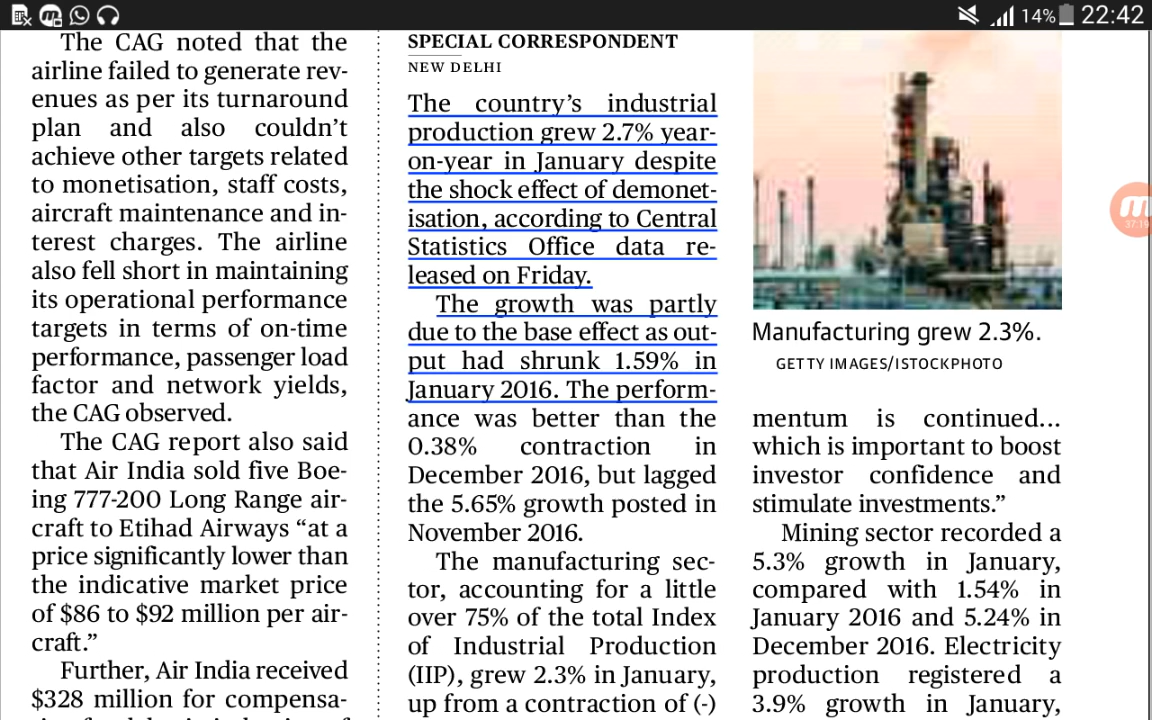 14% 22:42
The CAG noted that the
airline failed to generate rev-
enues as per its turnaround
plan and also couldn’t
achieve other targets related
to monetisation, staff costs,
aircraft maintenance and in-
terest charges. The airline
also fell short in maintaining
its operational performance
targets in terms of on-time
performance, passenger load
factor and network yields,
the CAG observed.
The CAG report also said
that Air India sold five Boe-
ing 777-200 Long Range air-
craft to Etihad Airways “at a
price significantly lower than
the indicative market price
of $86 to $92 million per air-
craft.”
Further, Air India received
$328 million for compensa-
SPECIAL CORRESPONDENT
NEW DELHI
The country’s industrial
production grew 2.7% year-
on-year in January despite
the shock effect of demonet-
isation, according to Central
Statistics Office data re-
leased on Friday.
The growth was partly
due to the base effect as out-
put had shrunk 1.59% in
January 2016. The perform-
ance was better than the
0.38% contraction in
December 2016, but lagged
the 5.65% growth posted in
November 2016.
The manufacturing sec-
tor, accounting for a little
over 75% of the total Index
of Industrial Production
(IIP), grew 2.3% in January,
up from a contraction of (-)
Manufacturing grew 2.3%.
GETTY IMAGES/ISTOCKPHOTO
mentum is continued...
which is important to boost
investor confidence and
stimulate investments.”
Mining sector recorded a
5.3% growth in January,
compared with 1.54% in
January 2016 and 5.24% in
December 2016. Electricity
production registered a
3.9% growth in January,
37:19